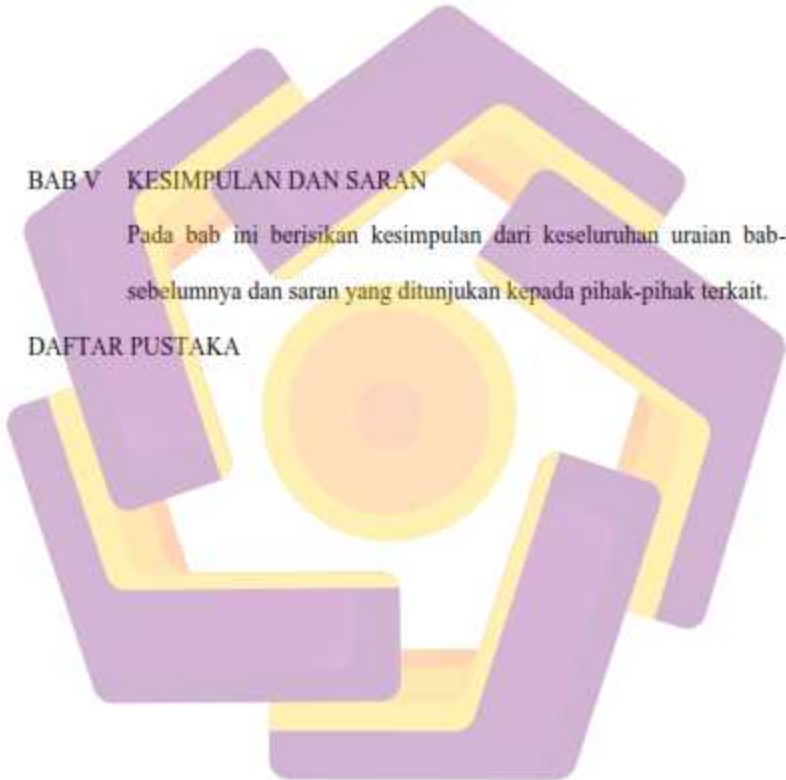 BAB V KESIMPULAN DAN SARAN
Pada bab ini berisikan kesimpulan dari keseluruhan uraian bab-
sebelumnya dan saran yang ditunjukan kepada pihak-pihak terkait.
DAFTAR PUSTAKA